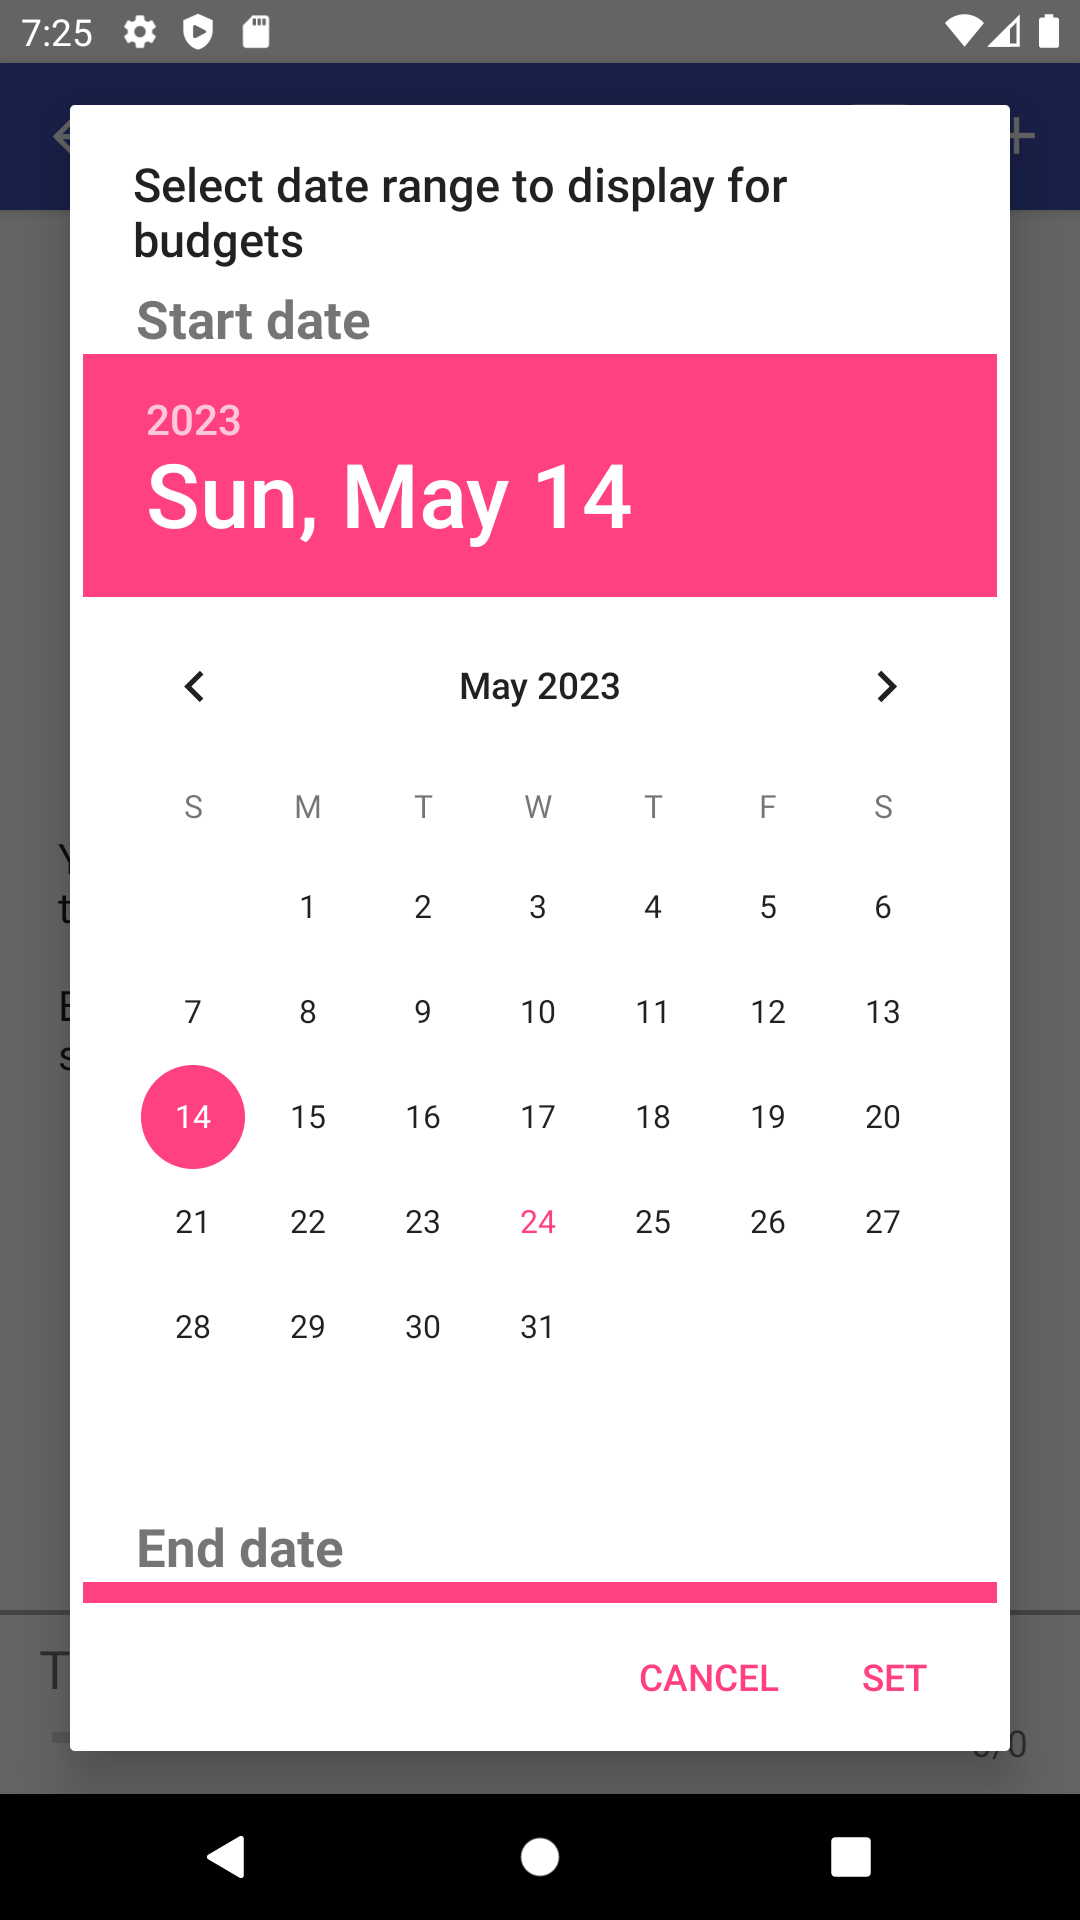 7:25
Select date range to display for
budgets
Start date
2023
Sun, May 14
May 2023
S M T W T F S
1 2 3 4 5 6
7 8 9 10 11 12 13
14 15 16 17 18 19 20
21 22 23 24 25 26 27
28 29 30 31
End date
CANCEL SET